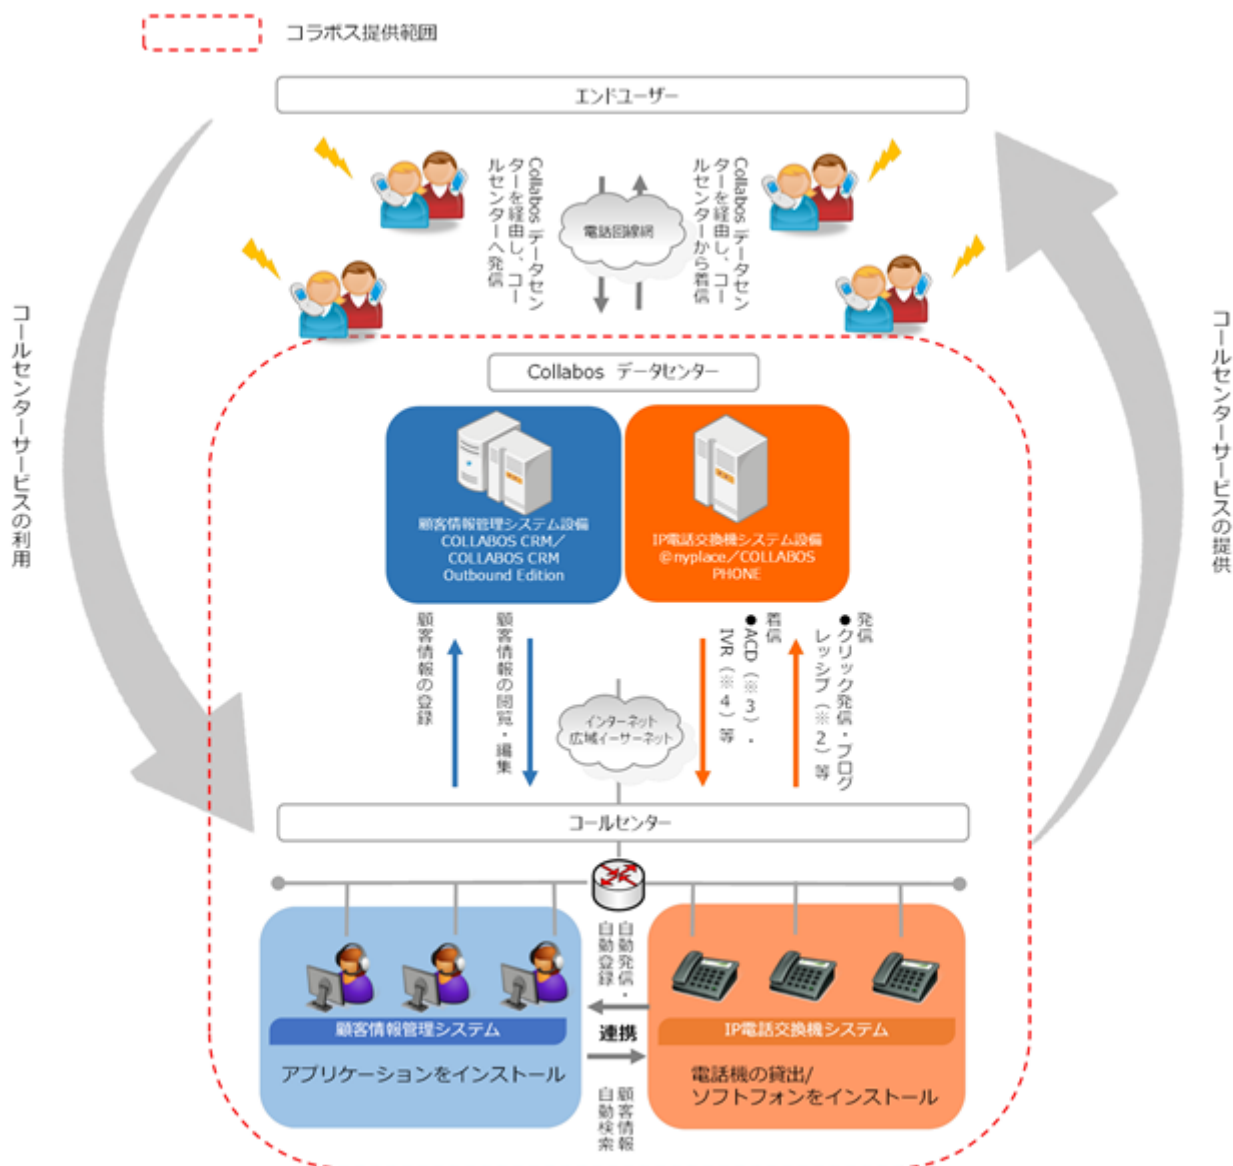 コラボス提供範囲
エンドユーザー
Collabos データセン
ターを経由し、コー
ルセンターへ発信
電話回線網
Collabos データセン
ターを経由し、コー
ルセンターから着信
コールセンターサービスの利用
コールセンターサービスの提供
Collabos データセンター
顧客情報管理システム設備
COLLABOS CRM／
COLLABOS CRM
Outbound Edition
IP電話交換機システム設備
@nyplace／COLLABOS
PHONE
顧客情報の登録
顧客情報の閲覧・編集
インターネット
広域イーサーネット
着信
●ACD（※3）・
IVR（※4）等
発信
●クリック発信・プログ
レッシブ（※2）等
コールセンター
自動発信・
自動登録
連携
顧客情報
自動検索
顧客情報管理システム
アプリケーションをインストール
IP電話交換機システム
電話機の貸出/
ソフトフォンをインストール